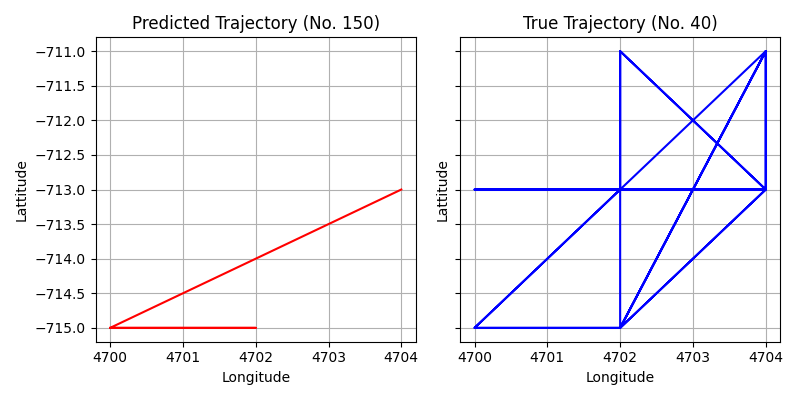 Predicted Trajectory (No. 150)
True Trajectory (No. 40)
−711.0
−711.5
−712.0
−712.5
−713.0
−713.5
−714.0
−714.5
−715.0
Lattitude
Lattitude
4700 4701 4702 4703 4704
4700 4701 4702 4703 4704
Longitude
Longitude